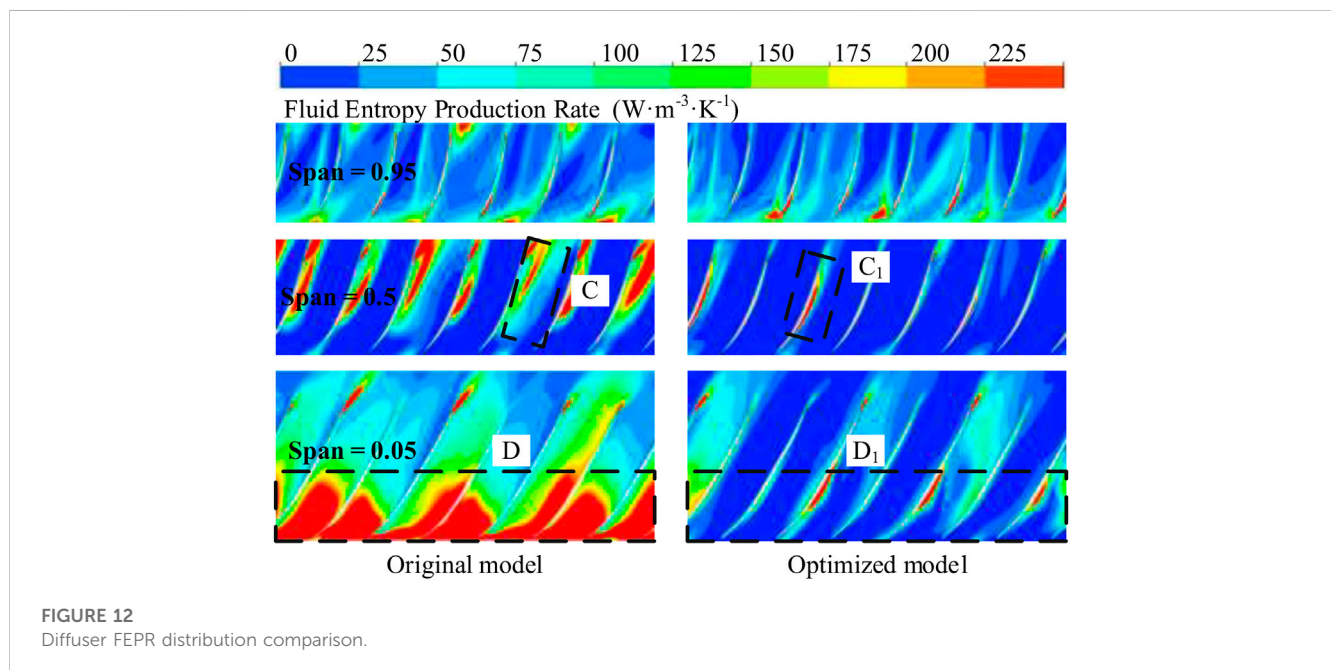 0 25 50 75 100 125 150 175 200 225
Fluid Entropy Production Rate (W·m⁻³·K⁻¹)
Span = 0.95
Span = 0.5
C
C₁
Span = 0.05
D
D₁
Original model
Optimized model
FIGURE 12
Diffuser FEPR distribution comparison.